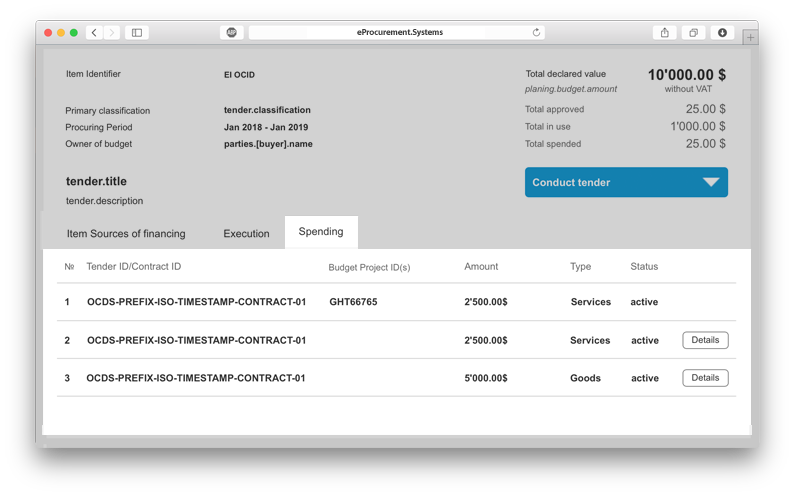 ABP
eProcurement.Systems
Item Identifier EI OCID
Total declared value 10'000.00 $
planing.budget.amount without VAT
Primary classification tender.classification
Total approved 25.00 $
Procuring Period Jan 2018 - Jan 2019
Total in use 1'000.00 $
Owner of budget parties.[buyer].name
Total spended 25.00 $
tender.title
Conduct tender
tender.description
Item Sources of financing Execution Spending
№ Tender ID/Contract ID Budget Project ID(s) Amount Type Status
1 OCDS-PREFIX-ISO-TIMESTAMP-CONTRACT-01 GHT66765 2'500.00$ Services active
2 OCDS-PREFIX-ISO-TIMESTAMP-CONTRACT-01 2'500.00$ Services active Details
3 OCDS-PREFIX-ISO-TIMESTAMP-CONTRACT-01 5'000.00$ Goods active Details